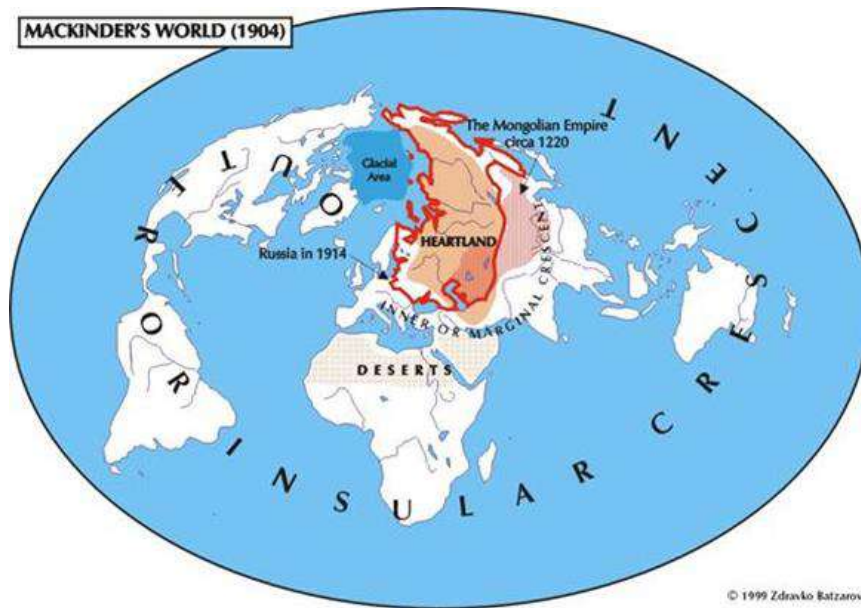 MACKINDER'S WORLD (1904)
The Mongolian Empire
circa 1220
Glacial
Area
HEARTLAND
Russia in 1914
INNER OR MARGINAL CRESCENT
DESERTS
OUTER OR INSULAR CRESCENT
© 1999 Zdravko Batzarov